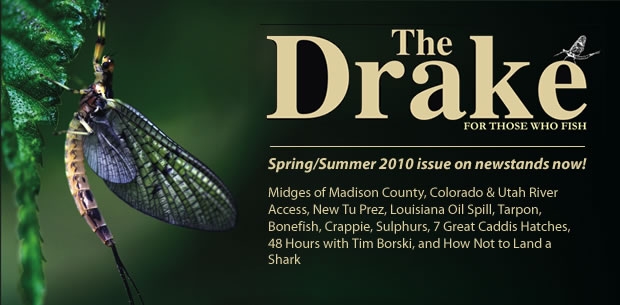 The
Drake
FOR THOSE WHO FISH
Spring/Summer 2010 issue on newstands now!
Midges of Madison County, Colorado & Utah River
Access, New Tu Prez, Louisiana Oil Spill, Tarpon,
Bonefish, Crappie, Sulphurs, 7 Great Caddis Hatches,
48 Hours with Tim Borski, and How Not to Land a
Shark